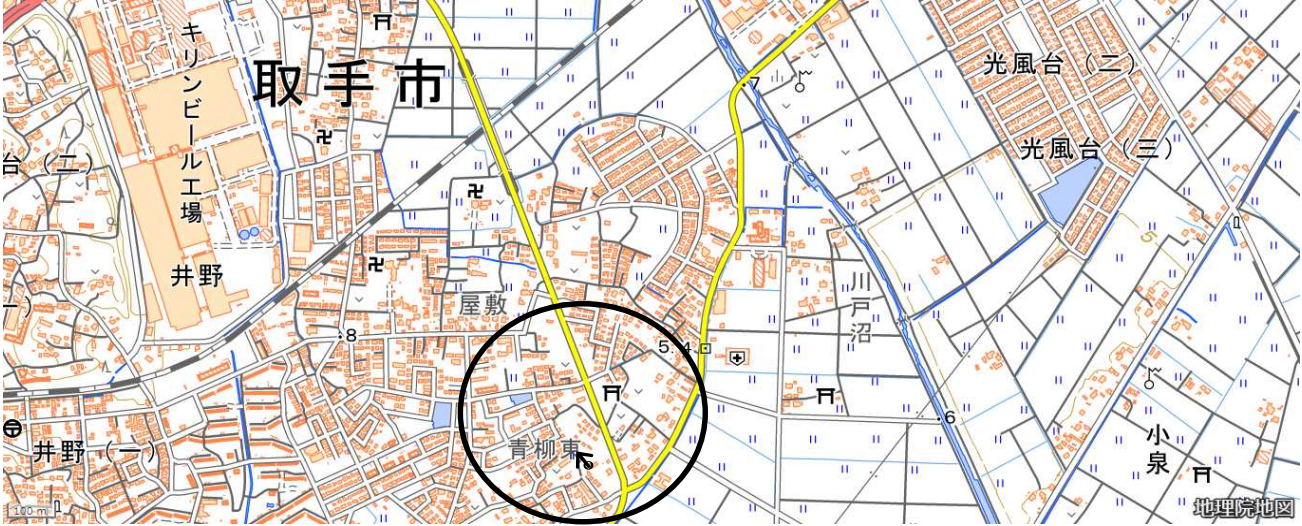 キリンビール工場
取手市
光風台（二）
光風台（三）
台（二）
7
井野
屋敷
川戸沼
5
8
5.4
6
青柳東
井野（一）
小泉
100 m
地理院地図